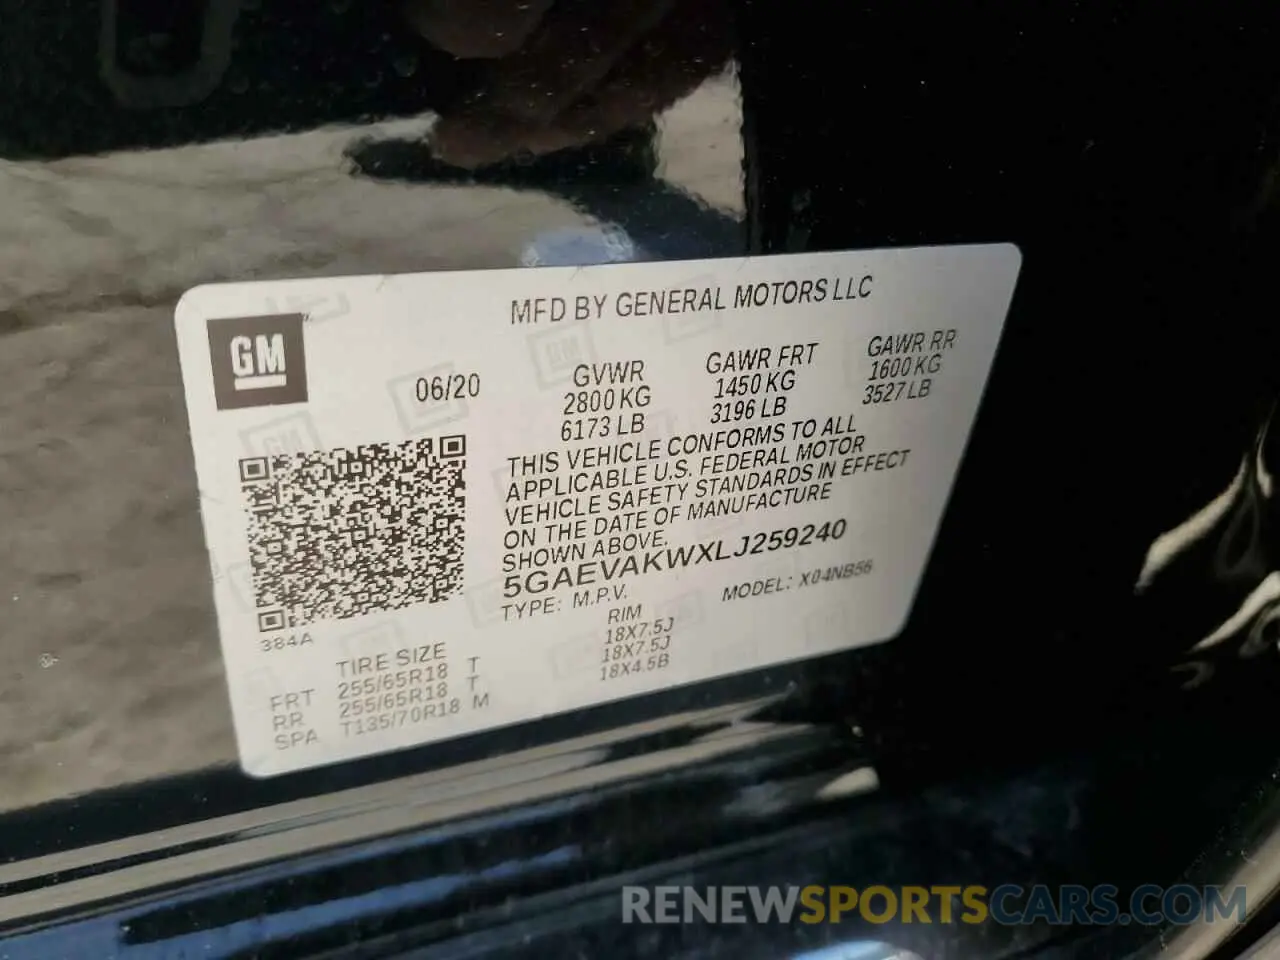 MFD BY GENERAL MOTORS LLC
GM
06/20
GVWR
2800 KG
6173 LB
GAWR FRT
1450 KG
3196 LB
GAWR RR
1600 KG
3527 LB
THIS VEHICLE CONFORMS TO ALL
APPLICABLE U.S. FEDERAL MOTOR
VEHICLE SAFETY STANDARDS IN EFFECT
ON THE DATE OF MANUFACTURE
SHOWN ABOVE.
5GAEVAKWXLJ259240
TYPE: M.P.V. MODEL: X04NB56
384A
TIRE SIZE RIM
FRT 255/65R18 T 18X7.5J
RR 255/65R18 T 18X7.5J
SPA T135/70R18 M 18X4.5B
RENEWSPORTSCARS.COM